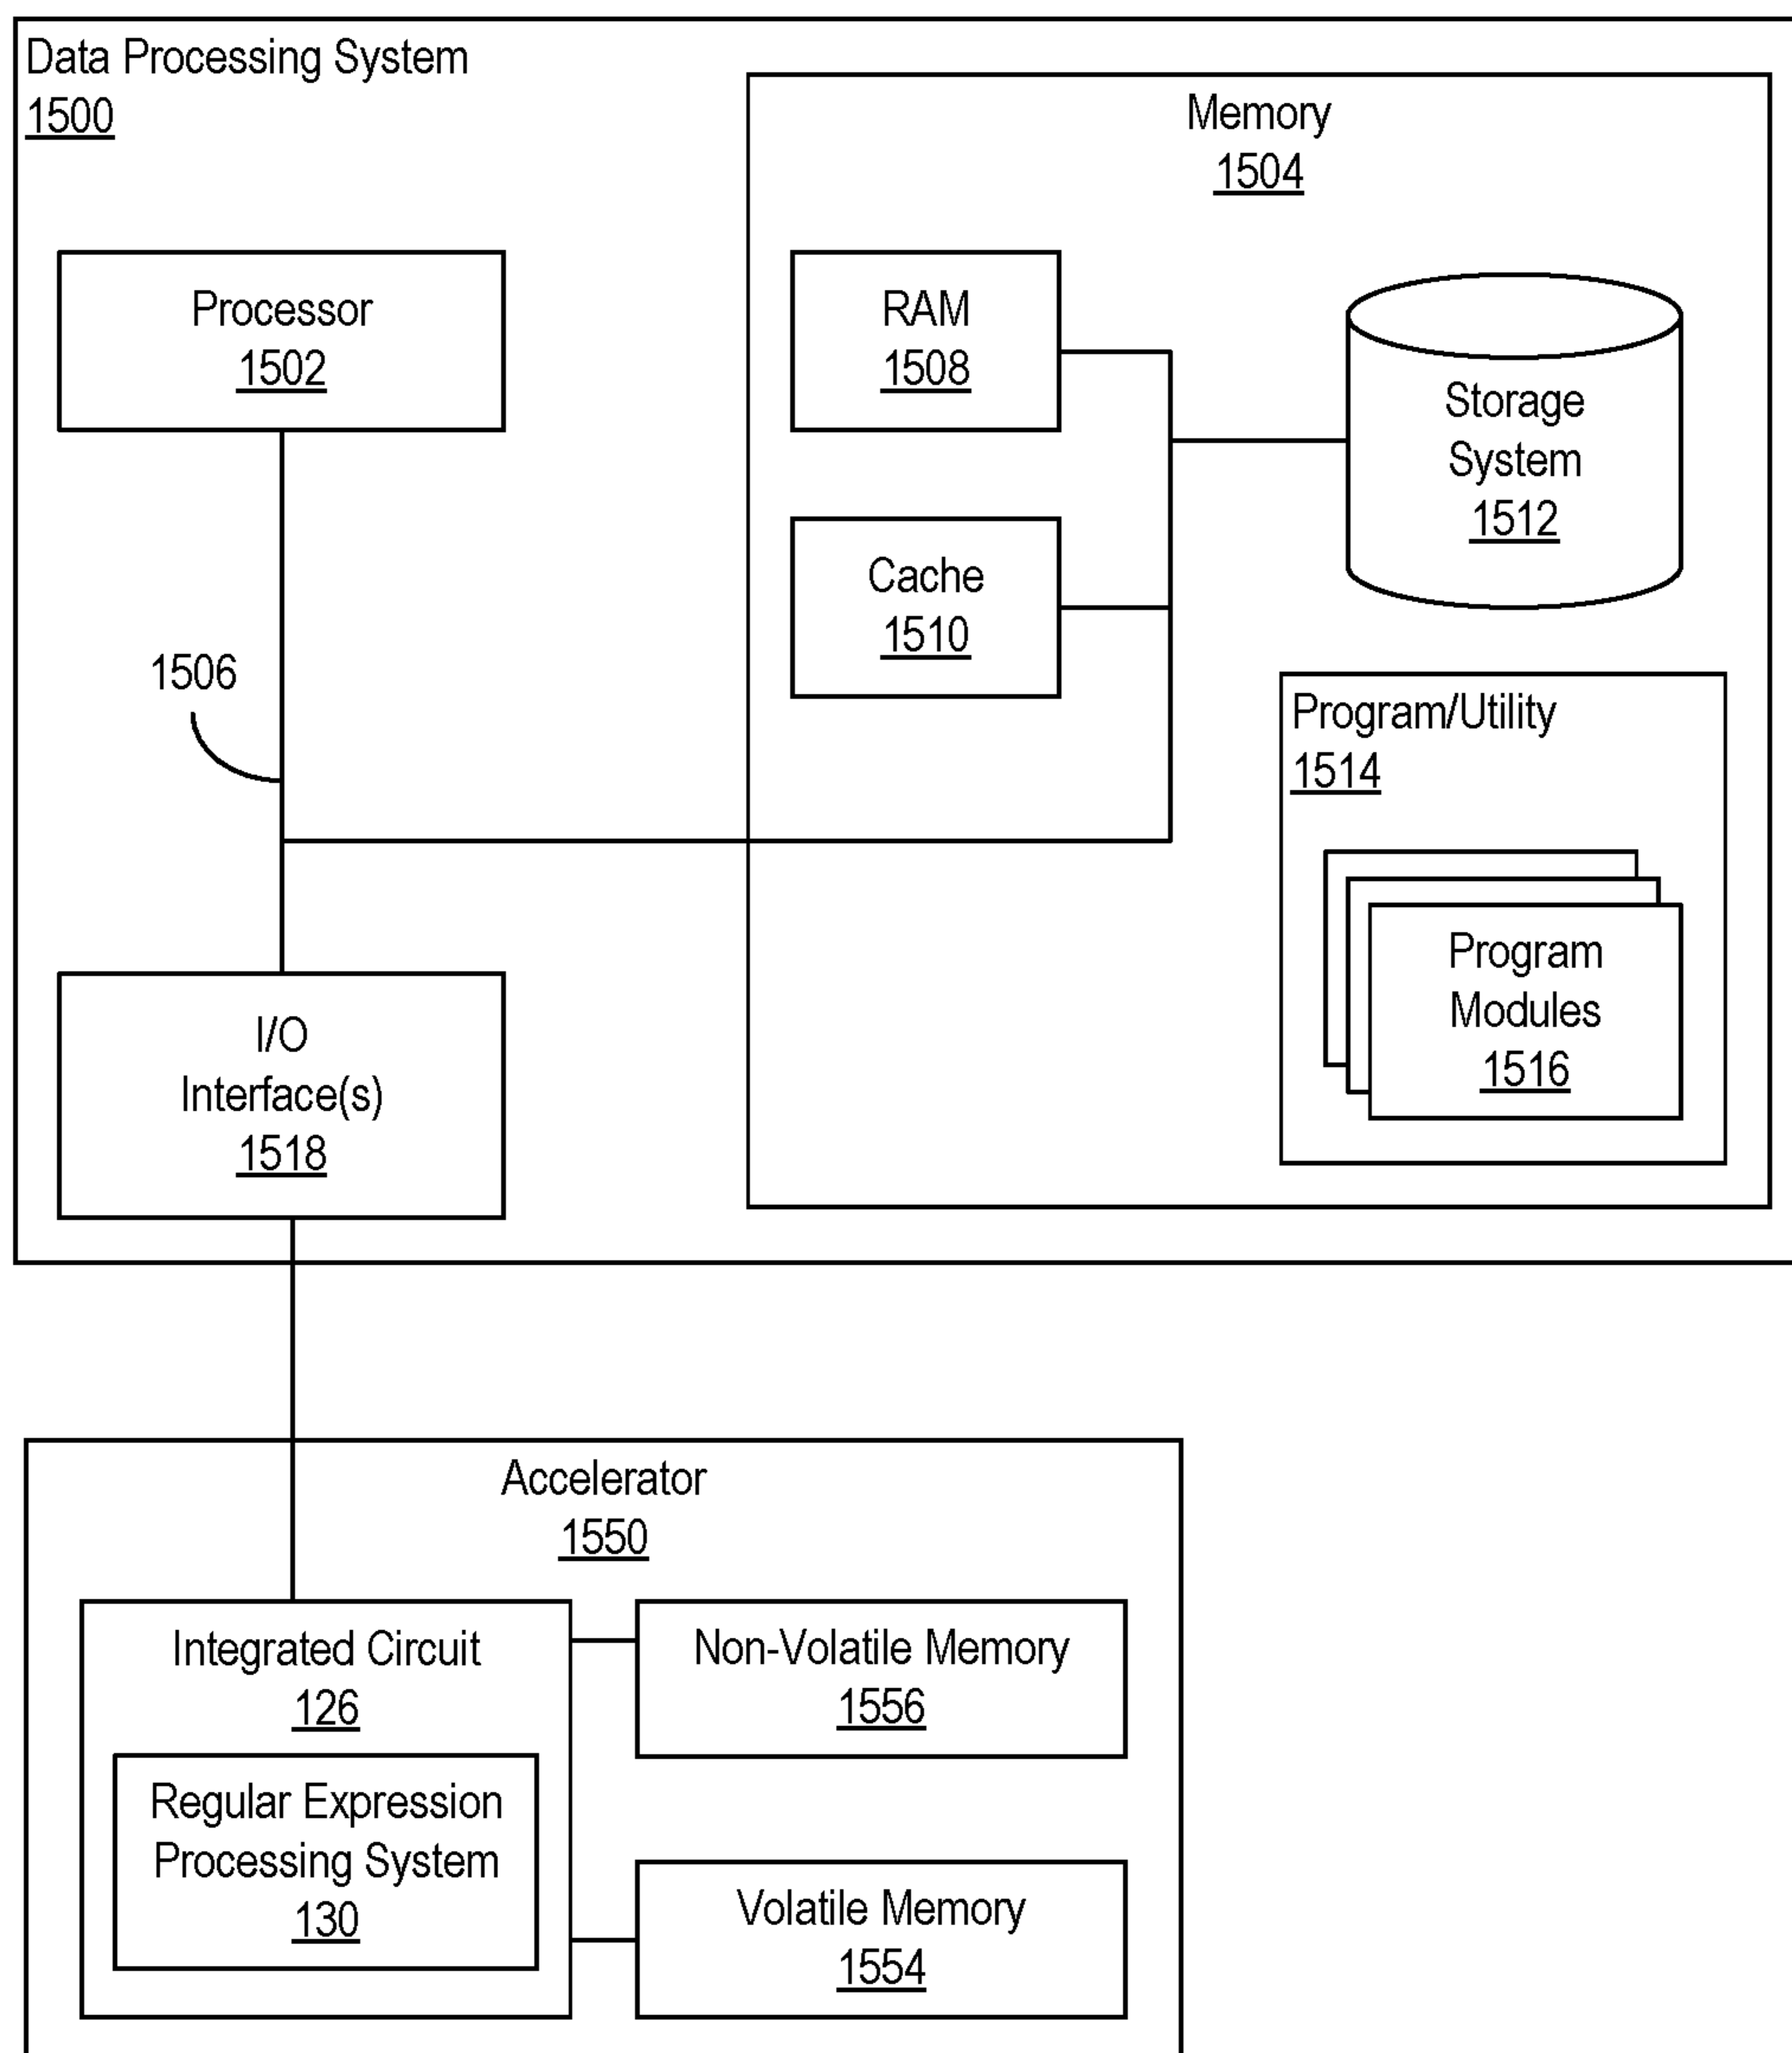 Data Processing System
1500
Memory
1504
Processor
1502
RAM
1508
Storage
System
1512
Cache
1510
1506
Program/Utility
1514
Program
Modules
1516
I/O
Interface(s)
1518
Accelerator
1550
Integrated Circuit
126
Non-Volatile Memory
1556
Regular Expression
Processing System
130
Volatile Memory
1554